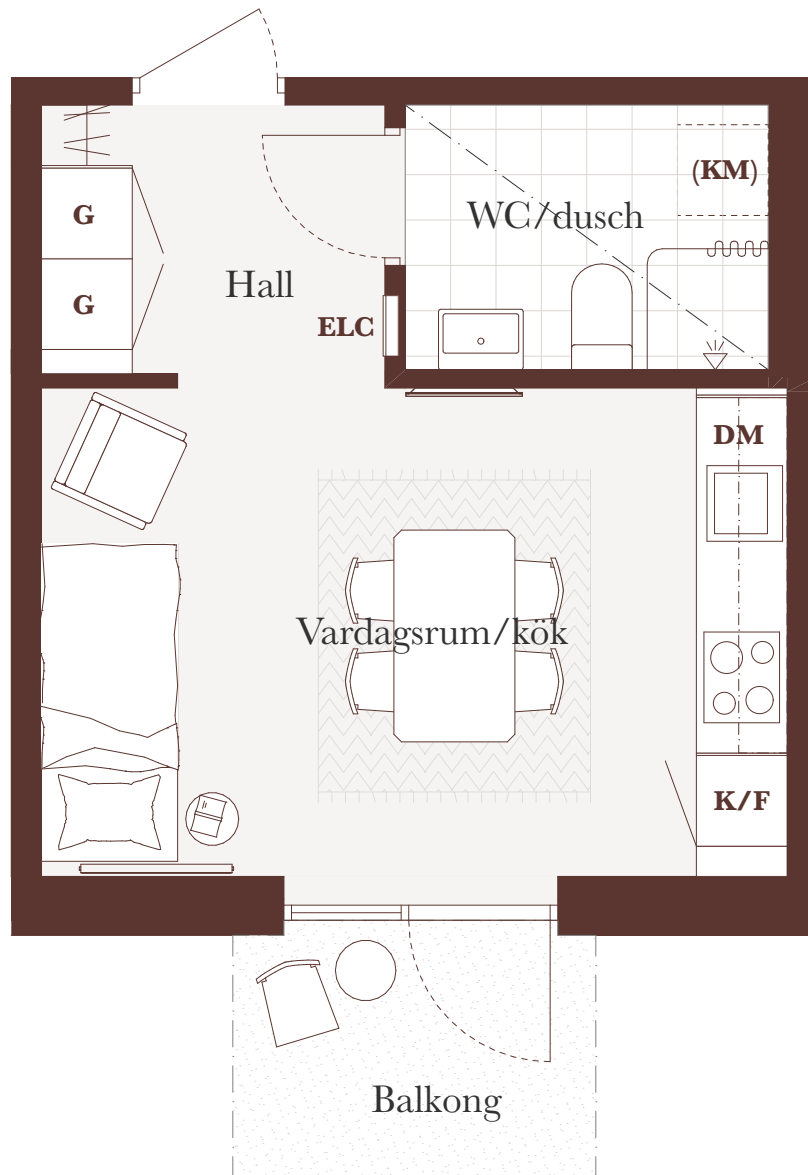 (KM)
G
WC/dusch
Hall
G
ELC
DM
Vardagsrum/kök
K/F
Balkong